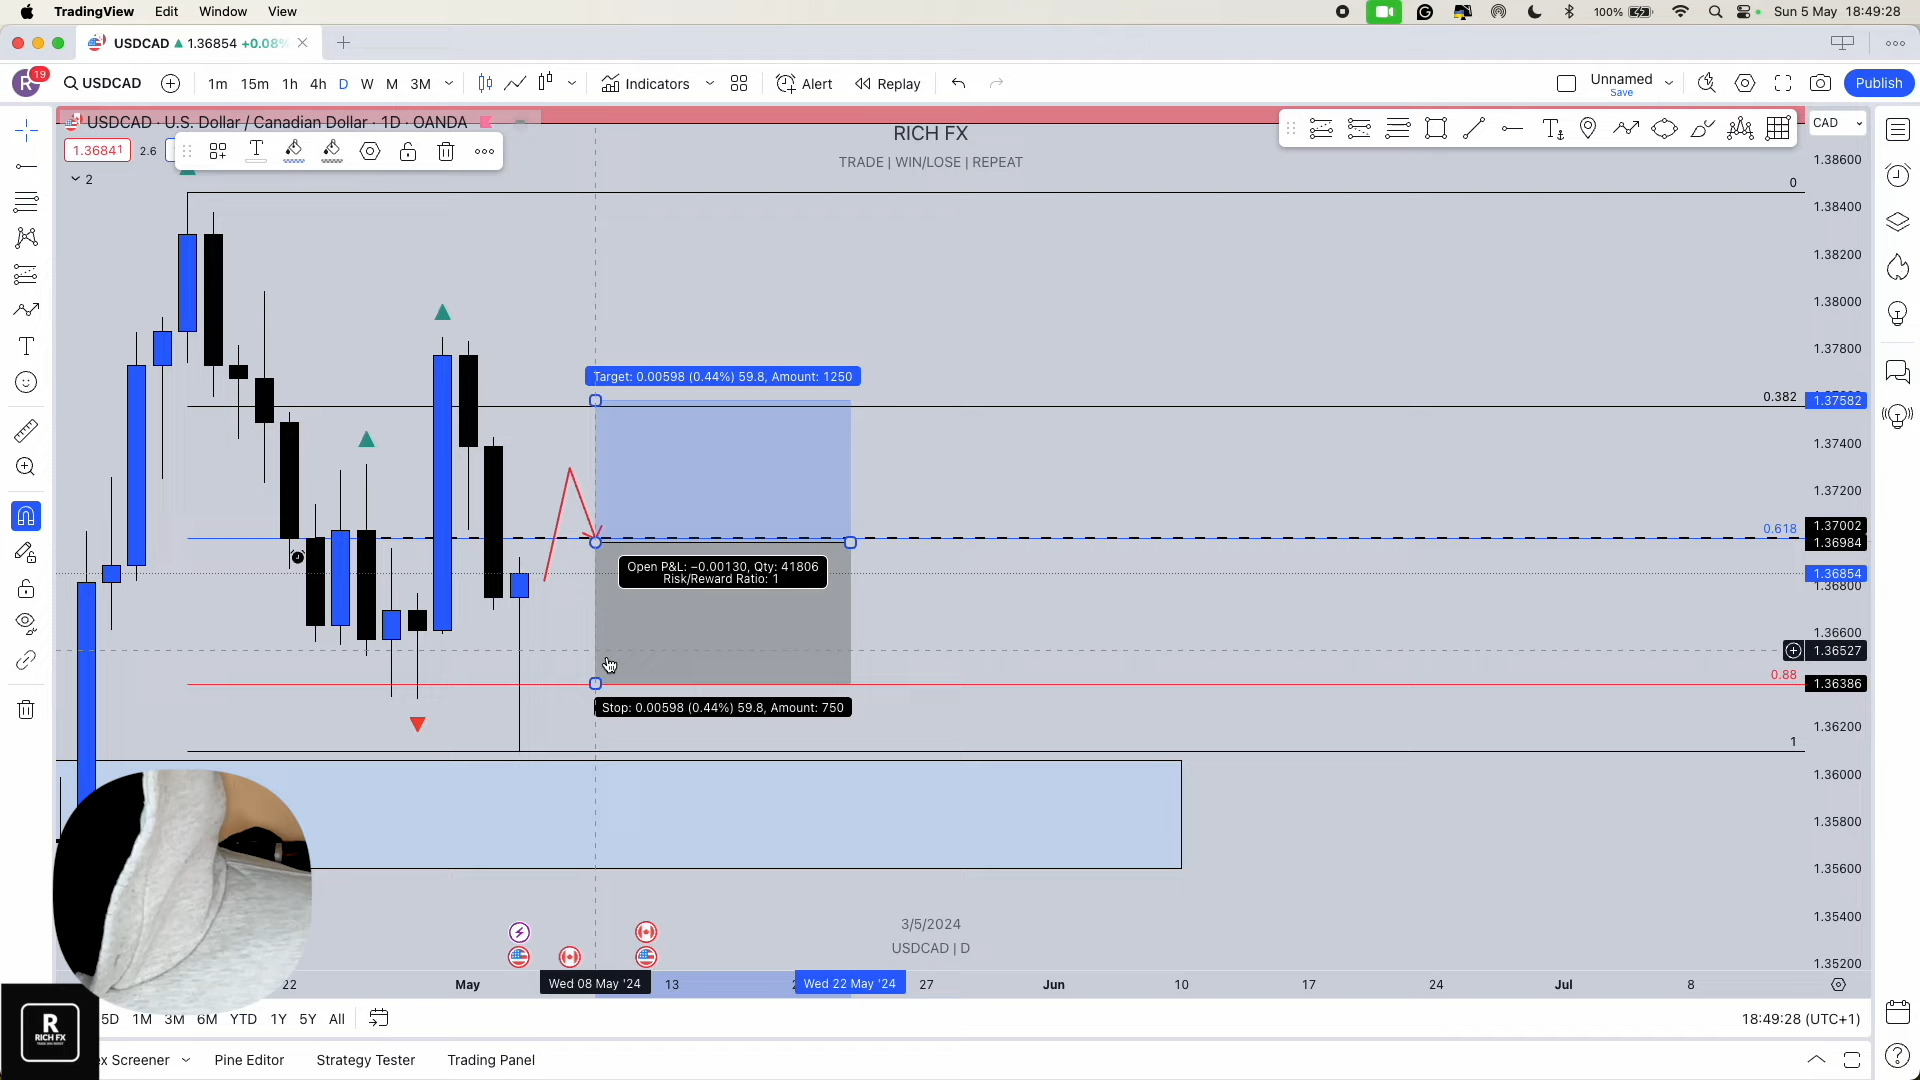 TradingView Edit Window View
100% Sun 5 May 18:49:28
USDCAD ▲ 1.36854 +0.08%
R 19 USDCAD 1m 15m 1h 4h D W M 3M Indicators Alert Replay Unnamed Save Publish
USDCAD · U.S. Dollar / Canadian Dollar · 1D · OANDA
1.36841 2.6
2
RICH FX
TRADE | WIN/LOSE | REPEAT
CAD
1.38600
0
1.38400
1.38200
1.38000
1.37800
Target: 0.00598 (0.44%) 59.8, Amount: 1250
0.382 1.37582
1.37400
1.37200
0.618 1.37002
1.36984
Open P&L: −0.00130, Qty: 41806
Risk/Reward Ratio: 1
1.36854
1.36800
1.36600
1.36527
0.88
1.36386
Stop: 0.00598 (0.44%) 59.8, Amount: 750
1.36200
1
1.36000
1.35800
1.35600
3/5/2024
1.35400
USDCAD | D
1.35200
22 May Wed 08 May '24 13 Wed 22 May '24 27 Jun 10 17 24 Jul 8
5D 1M 3M 6M YTD 1Y 5Y All 18:49:28 (UTC+1)
R
RICH FX
ex Screener Pine Editor Strategy Tester Trading Panel